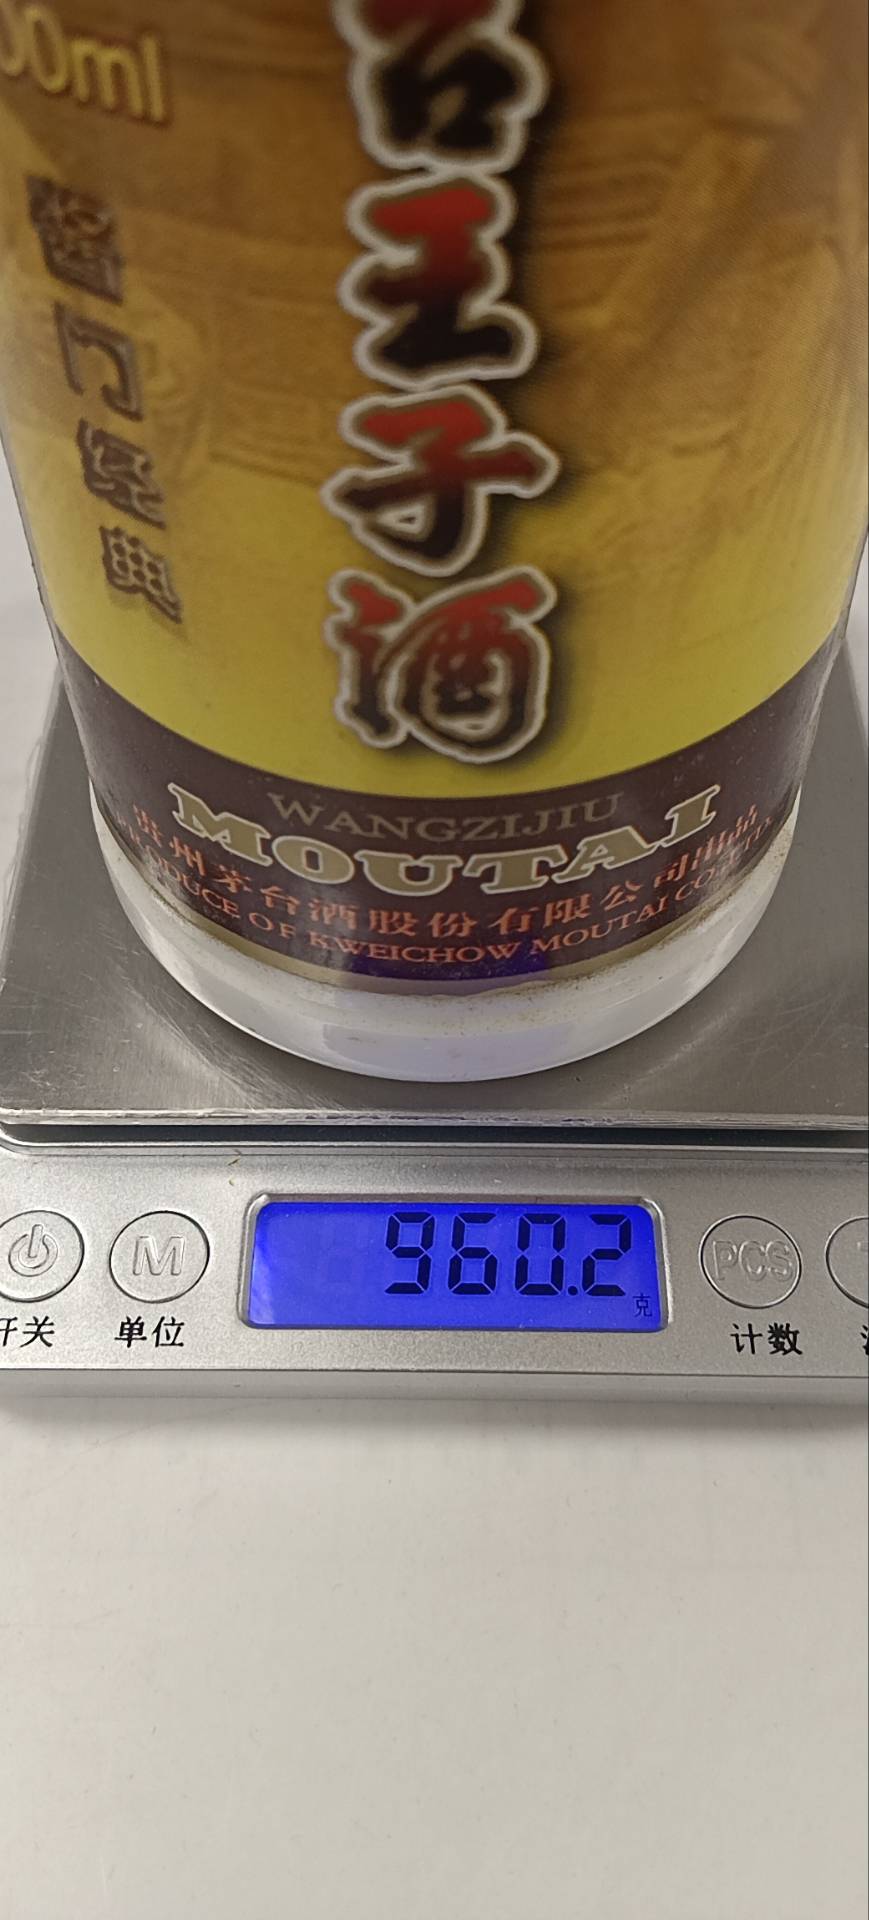 00ml
酱门经典
台王子酒
WANGZIJIU
MOUTAI
贵州茅台酒股份有限公司出品
PRODUCE OF KWEICHOW MOUTAI CO., LTD
960.2
克
M
PCS
开关
单位
计数